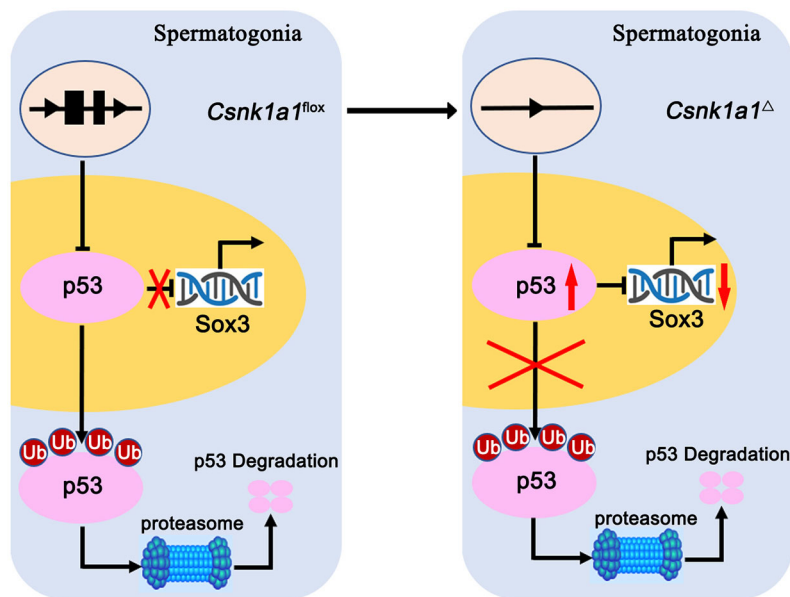 Spermatogonia
Csnk1a1flox
p53
Sox3
Ub
Ub
Ub
Ub
p53
p53 Degradation
proteasome
Spermatogonia
Csnk1a1△
p53
Sox3
Ub
Ub
Ub
Ub
p53
p53 Degradation
proteasome